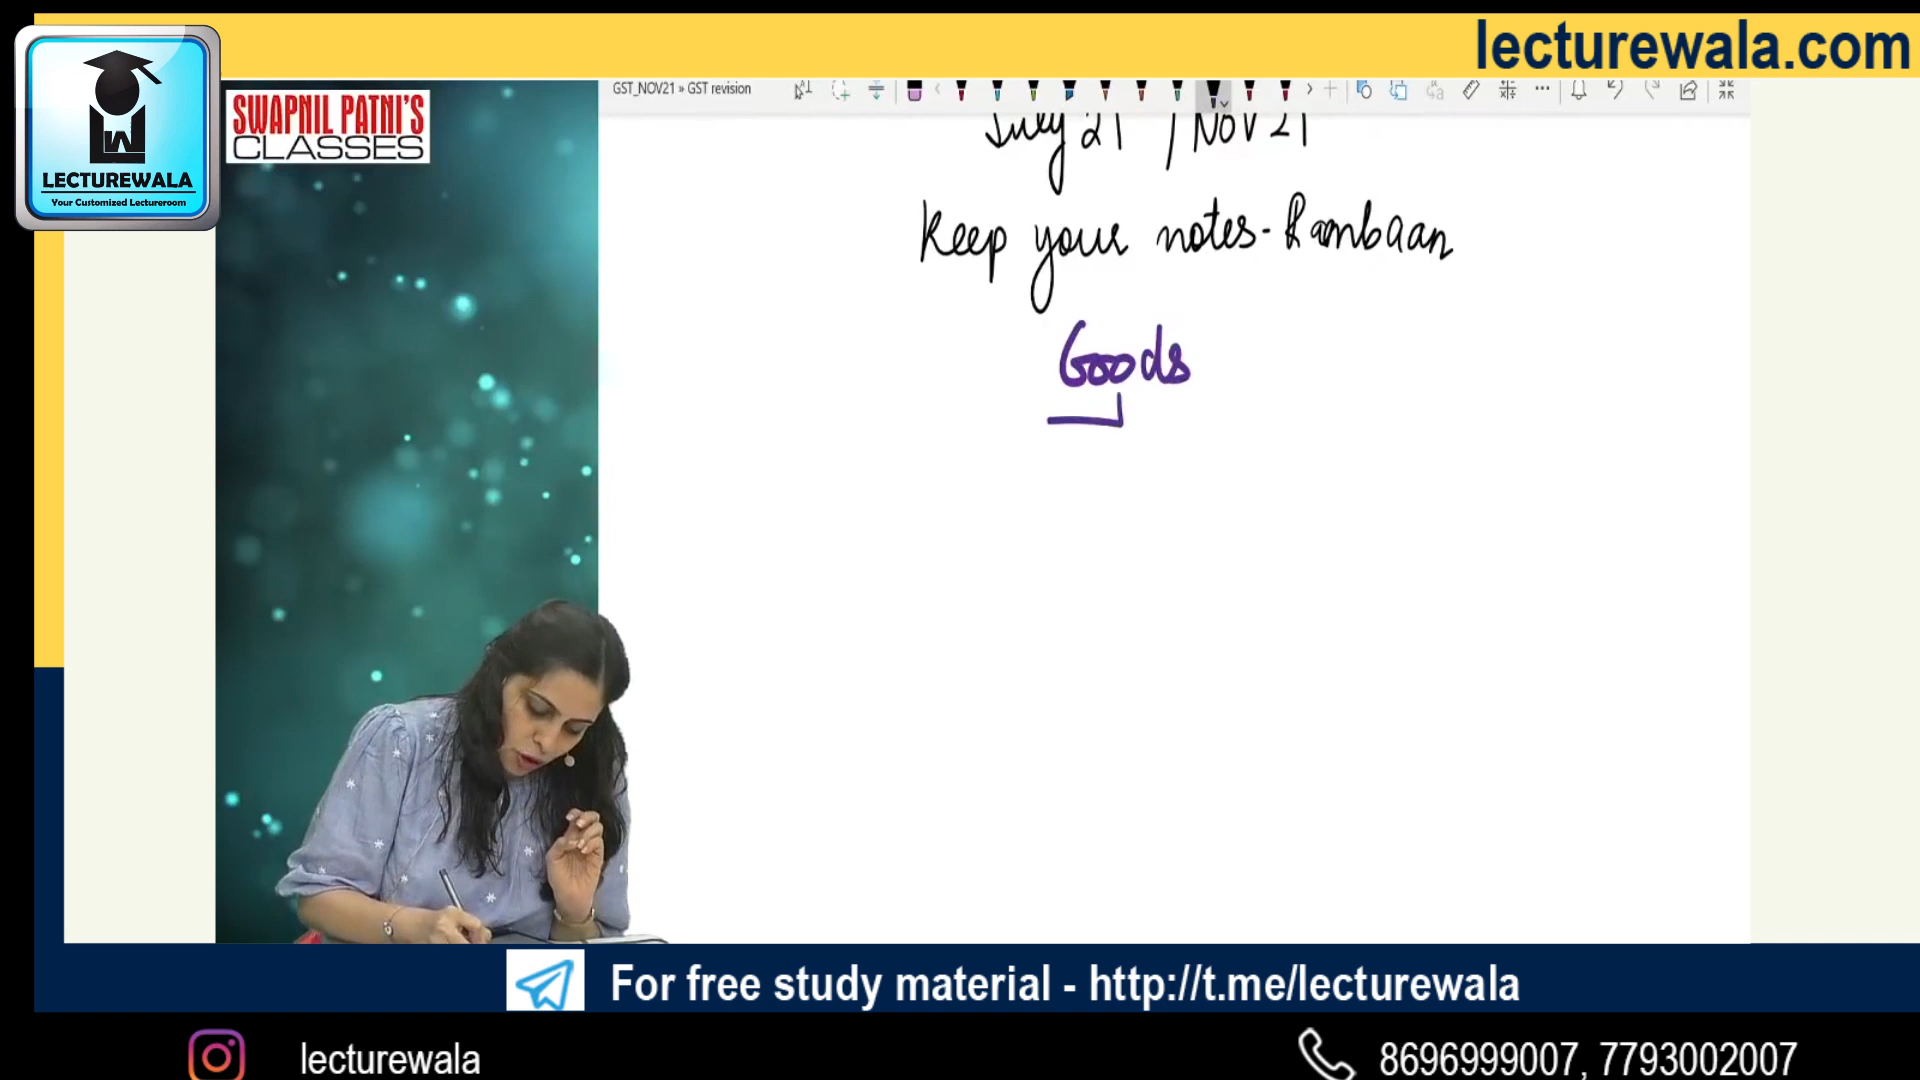 lecturewala.com
GST_NOV21 » GST revision
SWAPNIL PATNI'S
CLASSES
LW
LECTUREWALA
Your Customized Lectureroom
July 21 / NOV 21
Keep your notes - Rambaan
Goods
For free study material - http://t.me/lecturewala
lecturewala
8696999007, 7793002007